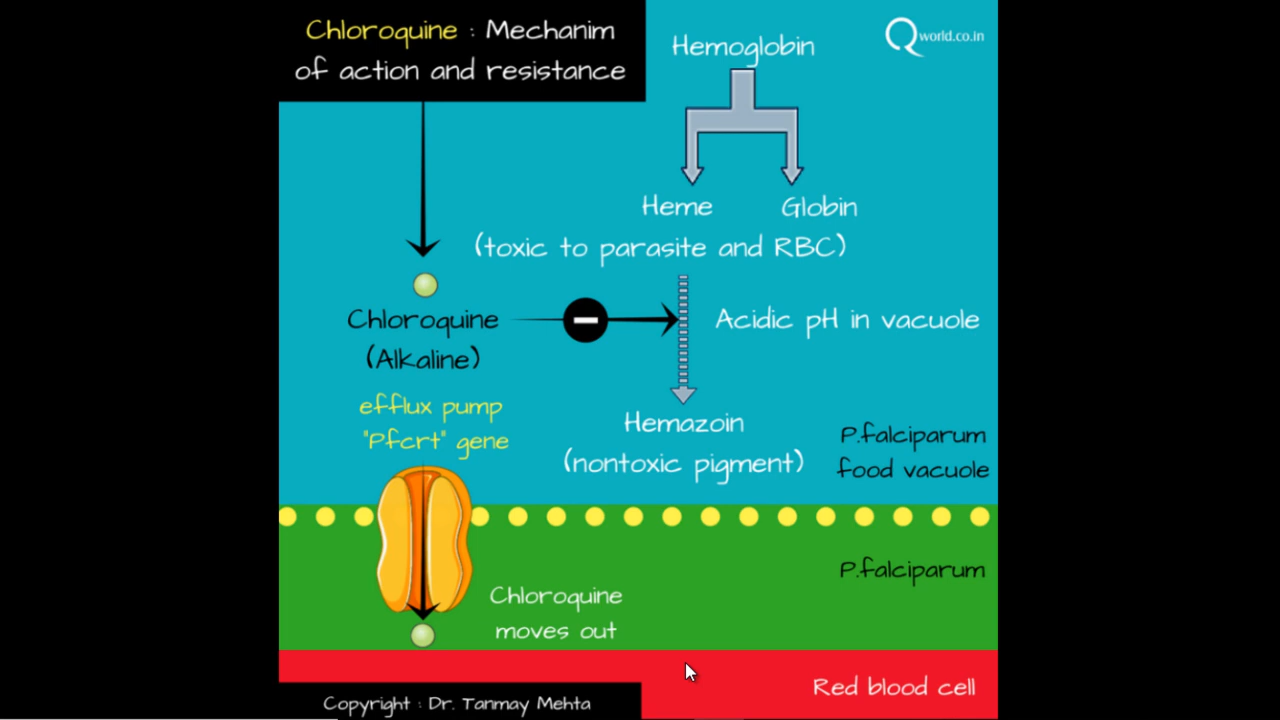 Chloroquine : Mechanim
of action and resistance
Hemoglobin
Qworld.co.in
Heme
Globin
(toxic to parasite and RBC)
Chloroquine
(Alkaline)
Acidic pH in vacuole
efflux pump
"Pfcrt" gene
Hemazoin
(nontoxic pigment)
P.falciparum
food vacuole
P.falciparum
Chloroquine
moves out
Red blood cell
Copyright : Dr. Tanmay Mehta